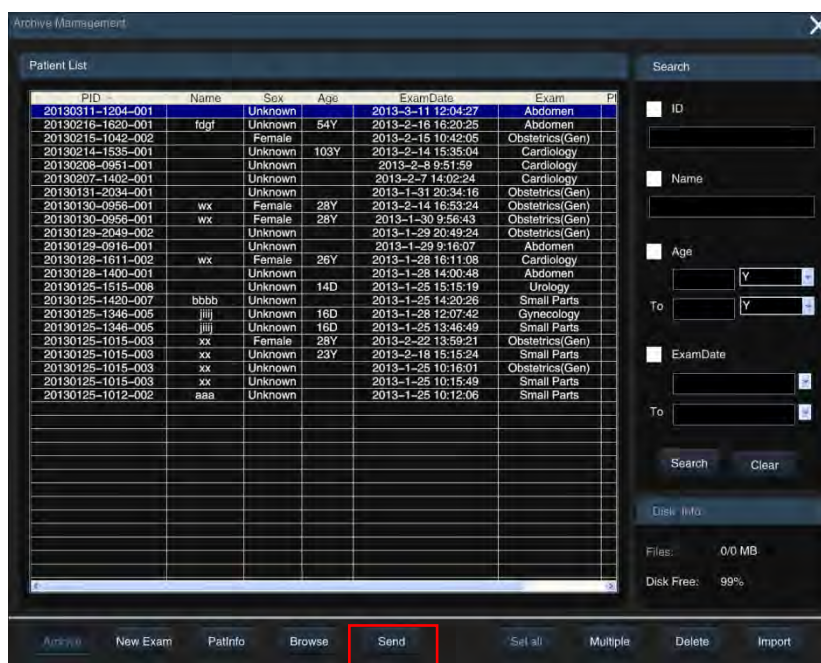 Archive Mamagement
Patient List
PID Name Sex Age ExamDate Exam
20130311-1204-001 Unknown 2013-3-11 12:04:27 Abdomen
20130216-1620-001 fdgf Unknown 54Y 2013-2-16 16:20:25 Abdomen
20130215-1042-002 Female 2013-2-15 10:42:05 Obstetrics(Gen)
20130214-1535-001 Unknown 103Y 2013-2-14 15:35:04 Cardiology
20130208-0951-001 Unknown 2013-2-8 9:51:59 Cardiology
20130207-1402-001 Unknown 2013-2-7 14:02:24 Cardiology
20130131-2034-001 Unknown 2013-1-31 20:34:16 Obstetrics(Gen)
20130130-0956-001 wx Female 28Y 2013-2-14 16:53:24 Obstetrics(Gen)
20130130-0956-001 wx Female 28Y 2013-1-30 9:56:43 Obstetrics(Gen)
20130129-2049-002 Unknown 2013-1-29 20:49:24 Obstetrics(Gen)
20130129-0916-001 Unknown 2013-1-29 9:16:07 Abdomen
20130128-1611-002 wx Female 26Y 2013-1-28 16:11:08 Cardiology
20130128-1400-001 Unknown 2013-1-28 14:00:48 Abdomen
20130125-1515-008 Unknown 14D 2013-1-25 15:15:19 Urology
20130125-1420-007 bbbb Unknown 2013-1-25 14:20:26 Small Parts
20130125-1346-005 jiiij Unknown 16D 2013-1-28 12:07:42 Gynecology
20130125-1346-005 jiiij Unknown 16D 2013-1-25 13:46:49 Small Parts
20130125-1015-003 xx Female 28Y 2013-2-22 13:59:21 Obstetrics(Gen)
20130125-1015-003 xx Unknown 23Y 2013-2-18 15:15:24 Small Parts
20130125-1015-003 xx Unknown 2013-1-25 10:16:01 Obstetrics(Gen)
20130125-1015-003 xx Unknown 2013-1-25 10:15:49 Small Parts
20130125-1012-002 aaa Unknown 2013-1-25 10:12:06 Small Parts
Search
ID
Name
Age
Y
To Y
ExamDate
To
Search Clear
Disk Info
Files: 0/0 MB
Disk Free: 99%
Archive New Exam PatInfo Browse Send Sel all Multiple Delete Import